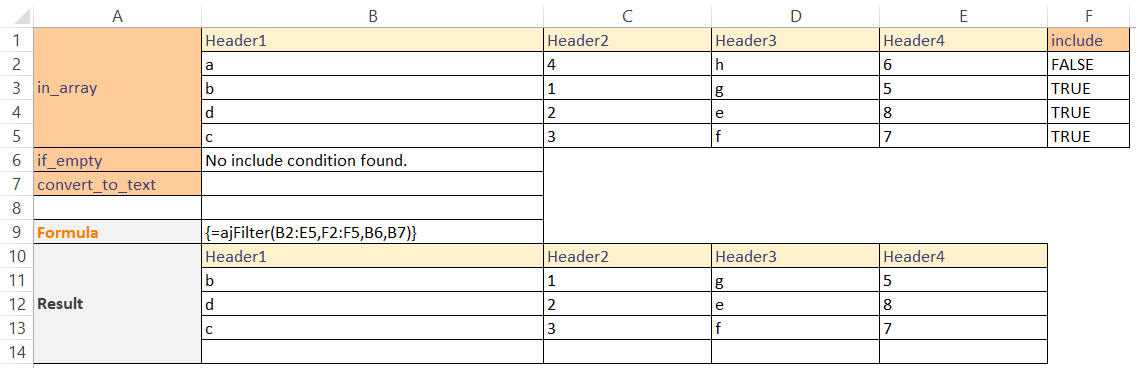 A B C D E F
1 Header1 Header2 Header3 Header4 include
2 a 4 h 6 FALSE
3 in_array b 1 g 5 TRUE
4 d 2 e 8 TRUE
5 c 3 f 7 TRUE
6 if_empty No include condition found.
7 convert_to_text
8
9 Formula {=ajFilter(B2:E5,F2:F5,B6,B7)}
10 Header1 Header2 Header3 Header4
11 b 1 g 5
12 Result d 2 e 8
13 c 3 f 7
14